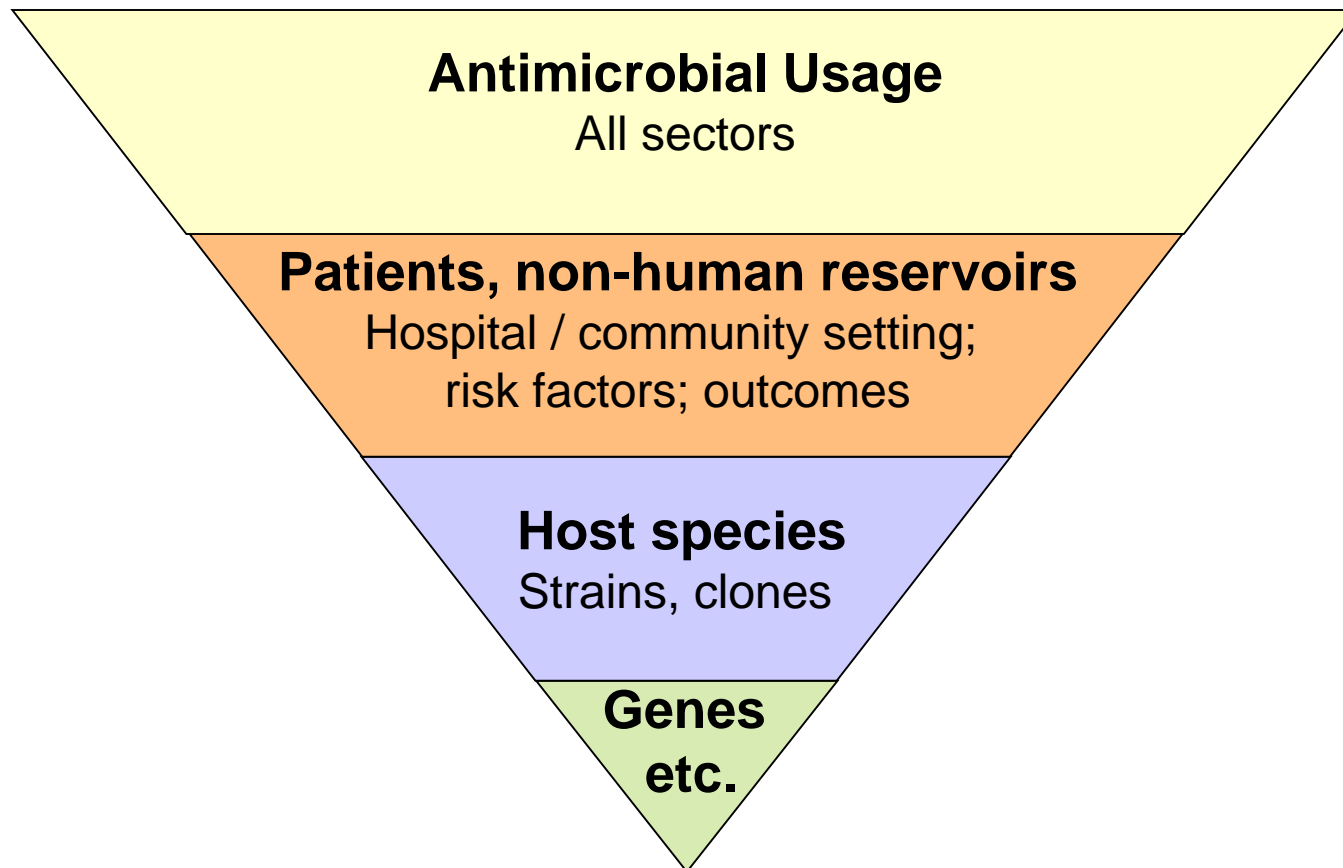 Antimicrobial Usage
All sectors
Patients, non-human reservoirs
Hospital / community setting;
risk factors; outcomes
Host species
Strains, clones
Genes
etc.